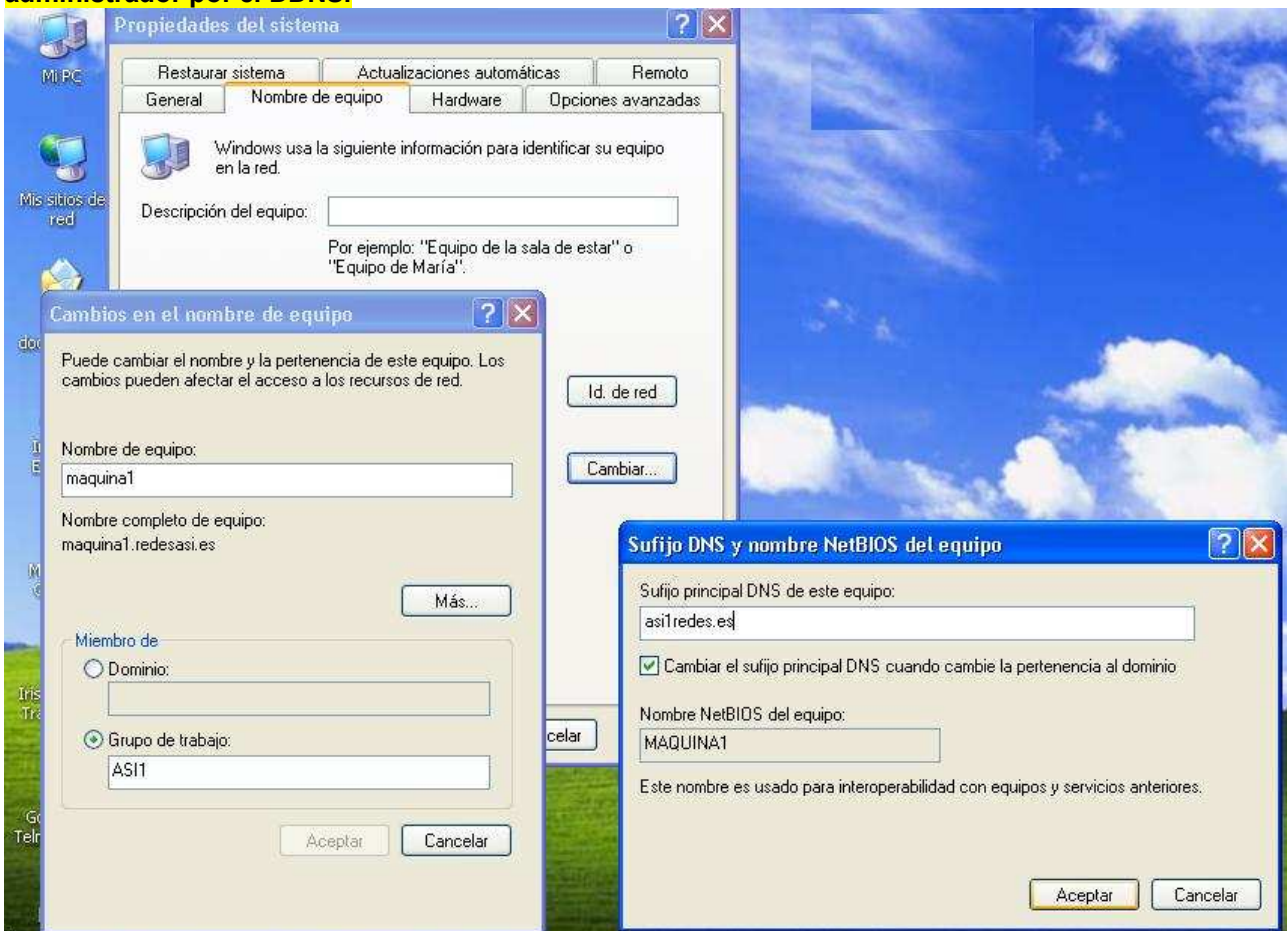 administrador por el DDNS.
Propiedades del sistema
Mi PC
Restaurar sistema
Actualizaciones automáticas
Remoto
General
Nombre de equipo
Hardware
Opciones avanzadas
Windows usa la siguiente información para identificar su equipo
en la red.
Mis sitios de
red
Descripción del equipo:
Por ejemplo: "Equipo de la sala de estar" o
"Equipo de María".
Cambios en el nombre de equipo
Puede cambiar el nombre y la pertenencia de este equipo. Los
cambios pueden afectar el acceso a los recursos de red.
Id. de red
Nombre de equipo:
maquina1
Cambiar...
Nombre completo de equipo:
maquina1.redesasi.es
Más...
Miembro de
Dominio:
Grupo de trabajo:
ASI1
Aceptar
Cancelar
Sufijo DNS y nombre NetBIOS del equipo
Sufijo principal DNS de este equipo:
asi1redes.es
Cambiar el sufijo principal DNS cuando cambie la pertenencia al dominio
Nombre NetBIOS del equipo:
MAQUINA1
Este nombre es usado para interoperabilidad con equipos y servicios anteriores.
Aceptar
Cancelar